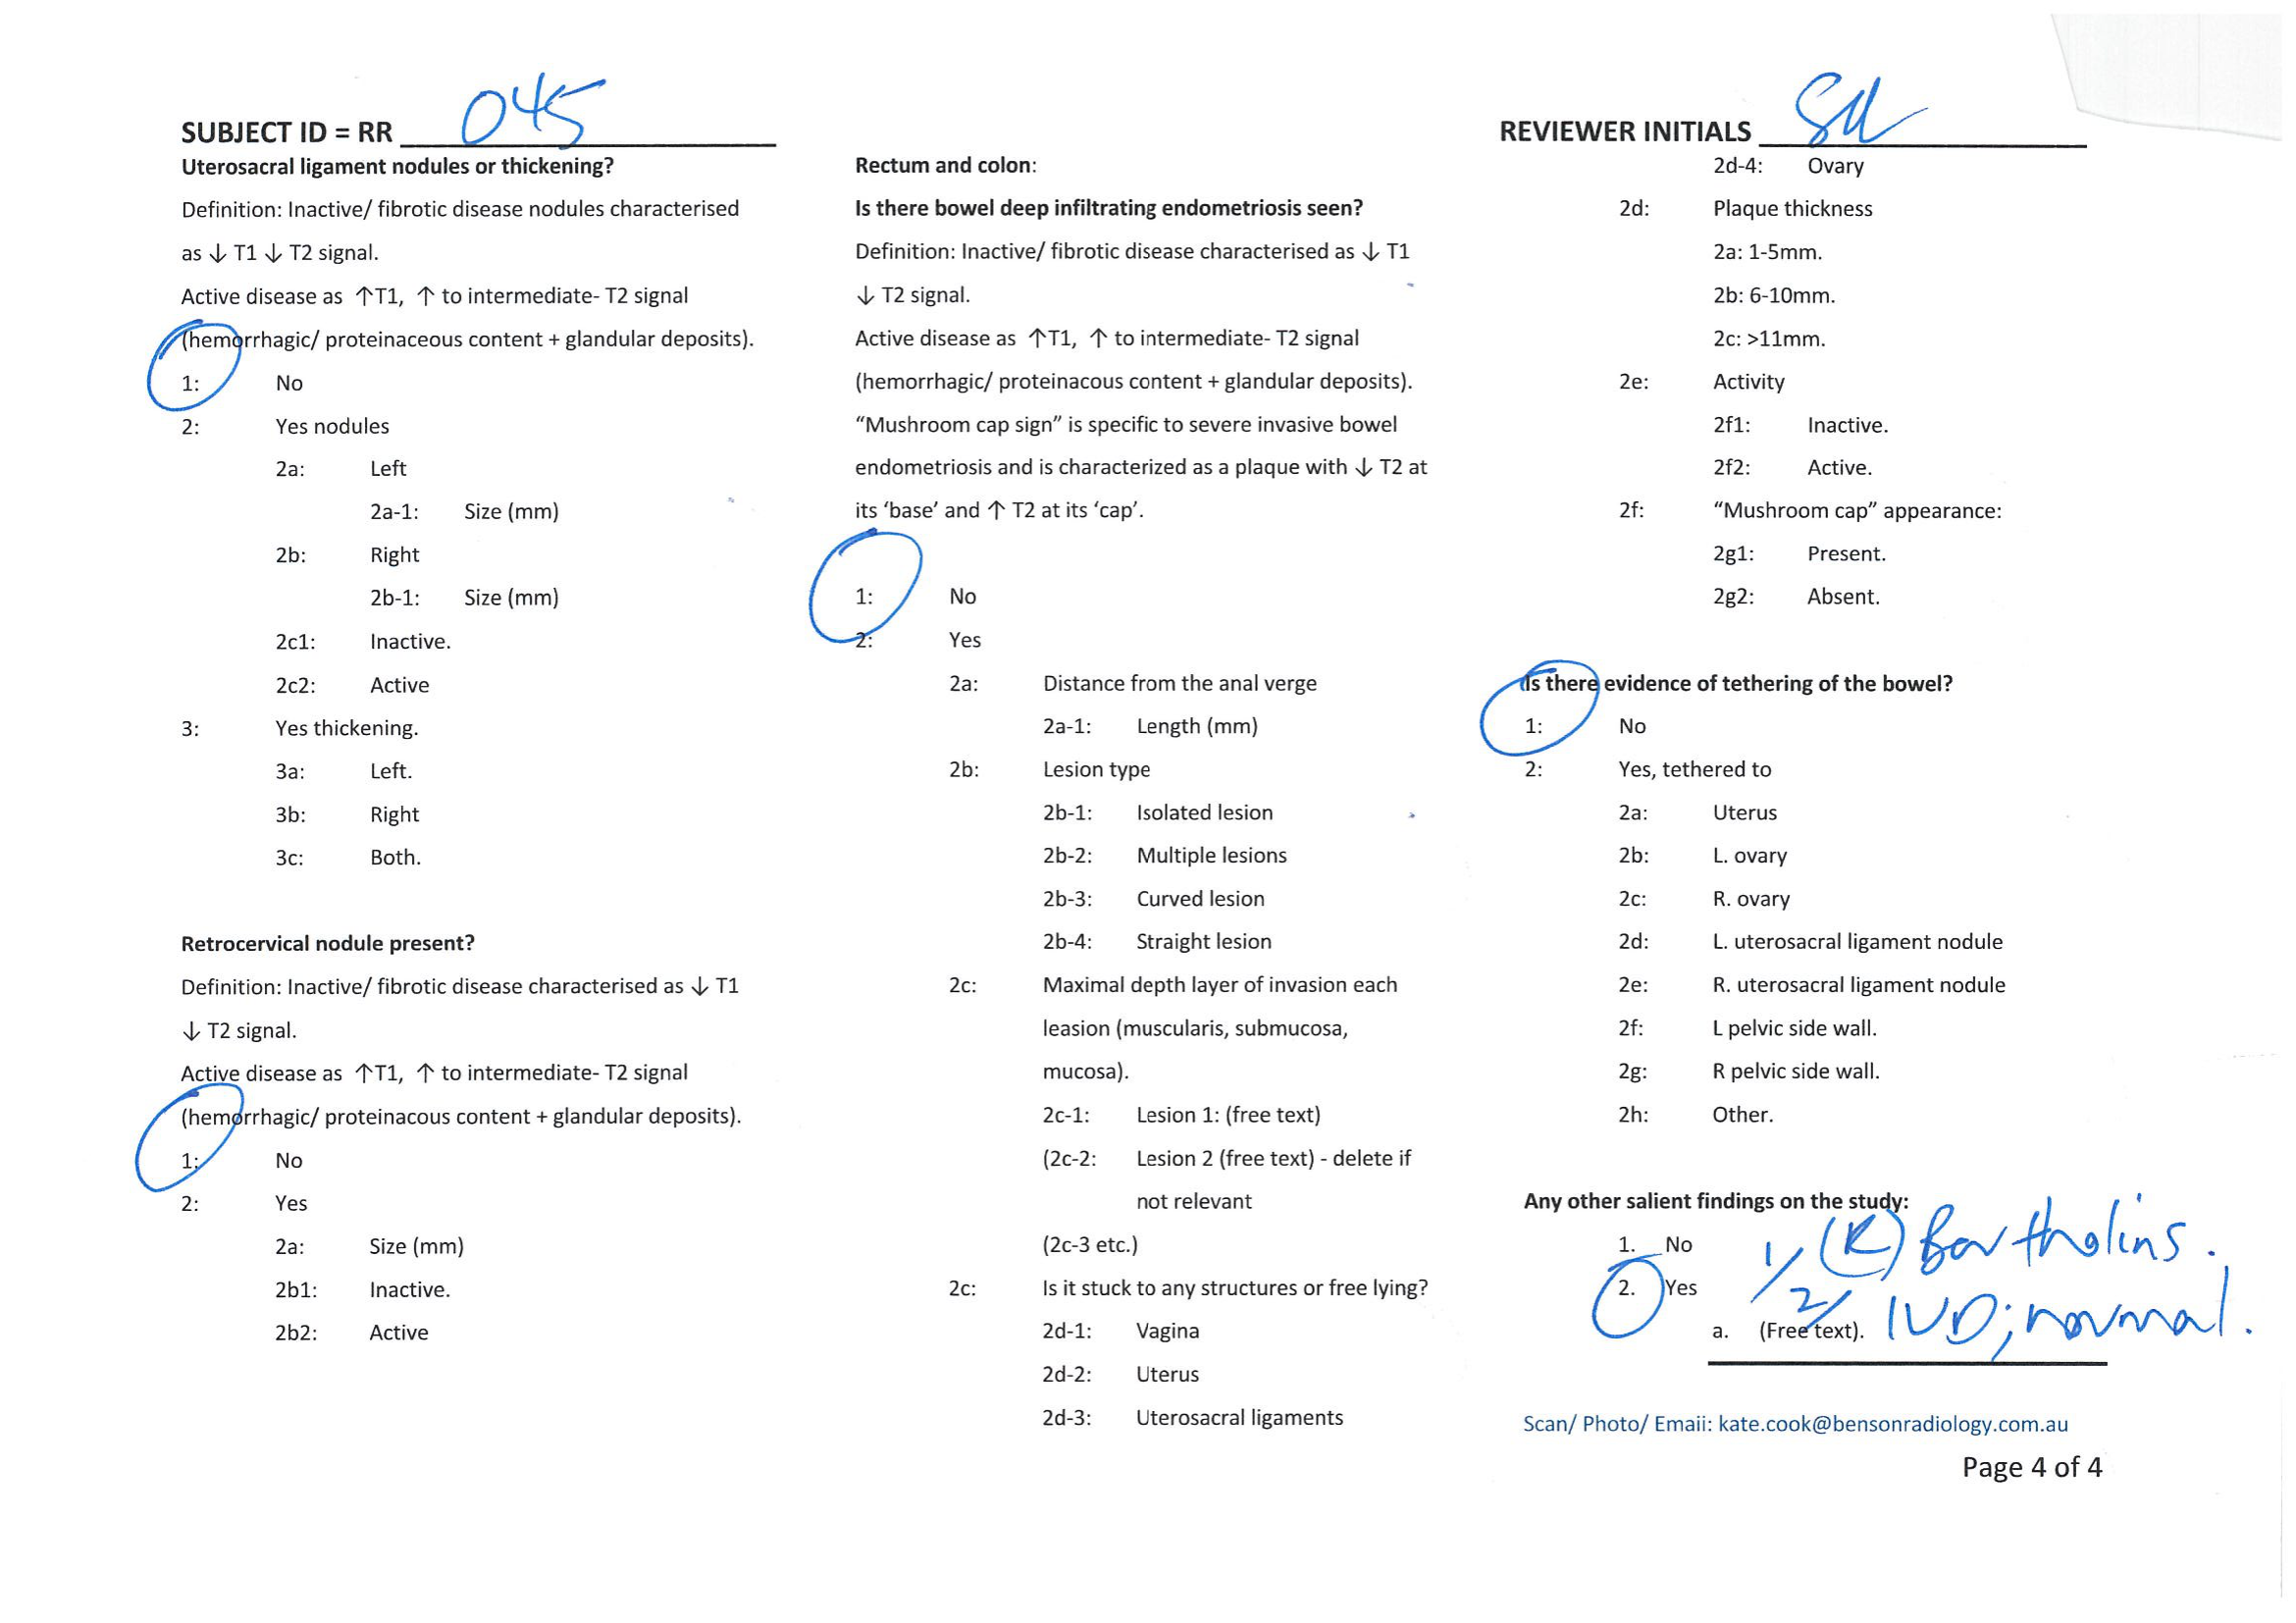 SUBJECT ID = RR 045
Uterosacral ligament nodules or thickening?
Definition: Inactive/ fibrotic disease nodules characterised
as ↓ T1 ↓ T2 signal.
Active disease as ↑T1, ↑ to intermediate- T2 signal
(hemorrhagic/ proteinaceous content + glandular deposits).
1: No
2: Yes nodules
2a: Left
2a-1: Size (mm)
2b: Right
2b-1: Size (mm)
2c1: Inactive.
2c2: Active
3: Yes thickening.
3a: Left.
3b: Right
3c: Both.
Retrocervical nodule present?
Definition: Inactive/ fibrotic disease characterised as ↓ T1
↓ T2 signal.
Active disease as ↑T1, ↑ to intermediate- T2 signal
(hemorrhagic/ proteinacous content + glandular deposits).
1: No
2: Yes
2a: Size (mm)
2b1: Inactive.
2b2: Active
Rectum and colon:
Is there bowel deep infiltrating endometriosis seen?
Definition: Inactive/ fibrotic disease characterised as ↓ T1
↓ T2 signal.
Active disease as ↑T1, ↑ to intermediate- T2 signal
(hemorrhagic/ proteinacous content + glandular deposits).
“Mushroom cap sign” is specific to severe invasive bowel
endometriosis and is characterized as a plaque with ↓ T2 at
its ‘base’ and ↑ T2 at its ‘cap’.
1: No
2: Yes
2a: Distance from the anal verge
2a-1: Length (mm)
2b: Lesion type
2b-1: Isolated lesion
2b-2: Multiple lesions
2b-3: Curved lesion
2b-4: Straight lesion
2c: Maximal depth layer of invasion each
leasion (muscularis, submucosa,
mucosa).
2c-1: Lesion 1: (free text)
(2c-2: Lesion 2 (free text) - delete if
not relevant
(2c-3 etc.)
2c: Is it stuck to any structures or free lying?
2d-1: Vagina
2d-2: Uterus
2d-3: Uterosacral ligaments
REVIEWER INITIALS
2d-4: Ovary
2d: Plaque thickness
2a: 1-5mm.
2b: 6-10mm.
2c: >11mm.
2e: Activity
2f1: Inactive.
2f2: Active.
2f: “Mushroom cap” appearance:
2g1: Present.
2g2: Absent.
Is there evidence of tethering of the bowel?
1: No
2: Yes, tethered to
2a: Uterus
2b: L. ovary
2c: R. ovary
2d: L. uterosacral ligament nodule
2e: R. uterosacral ligament nodule
2f: L pelvic side wall.
2g: R pelvic side wall.
2h: Other.
Any other salient findings on the study:
1. No
1/ (R) Bartholins.
2. Yes
a. (Free text). 2/ IUD; normal.
Scan/ Photo/ Email: kate.cook@bensonradiology.com.au
Page 4 of 4